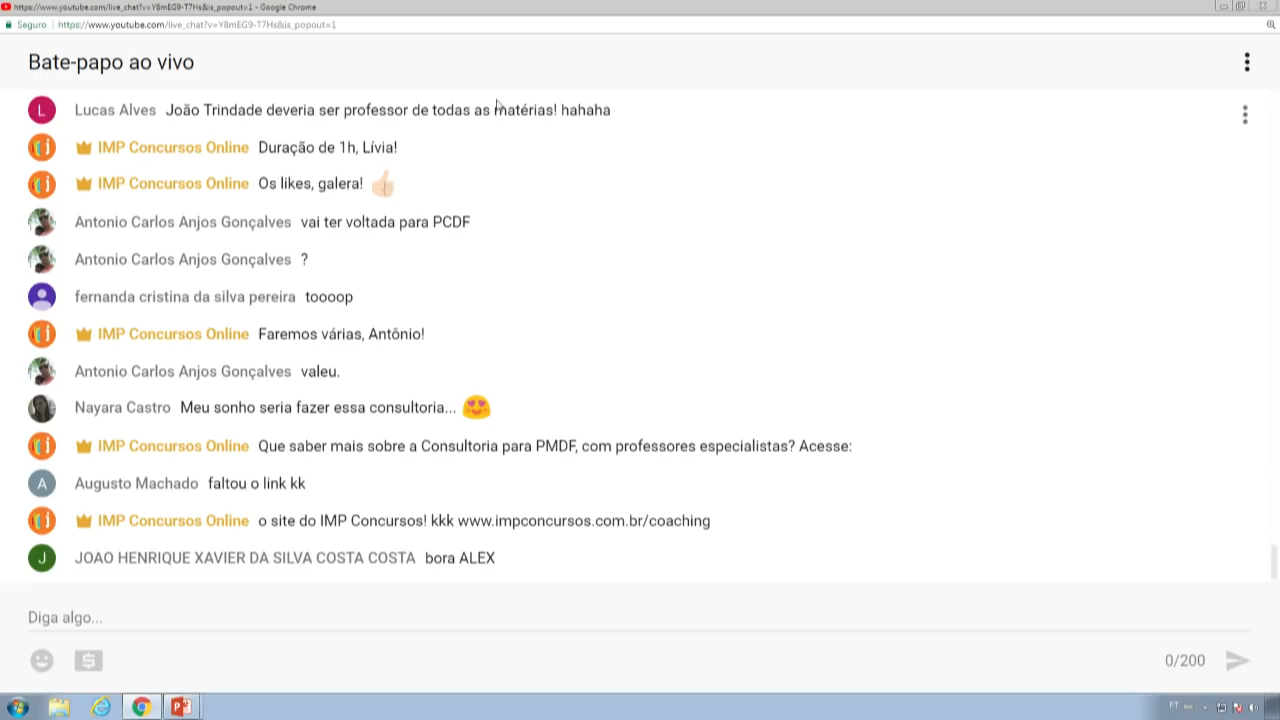 https://www.youtube.com/live_chat?v=Y8mEG9-T7Hs&is_popout=1 - Google Chrome
Seguro https://www.youtube.com/live_chat?v=Y8mEG9-T7Hs&is_popout=1
Bate-papo ao vivo
L Lucas Alves João Trindade deveria ser professor de todas as matérias! hahaha
IMP Concursos Online Duração de 1h, Lívia!
IMP Concursos Online Os likes, galera!
Antonio Carlos Anjos Gonçalves vai ter voltada para PCDF
Antonio Carlos Anjos Gonçalves ?
fernanda cristina da silva pereira toooop
IMP Concursos Online Faremos várias, Antônio!
Antonio Carlos Anjos Gonçalves valeu.
Nayara Castro Meu sonho seria fazer essa consultoria...
IMP Concursos Online Que saber mais sobre a Consultoria para PMDF, com professores especialistas? Acesse:
A Augusto Machado faltou o link kk
IMP Concursos Online o site do IMP Concursos! kkk www.impconcursos.com.br/coaching
J JOAO HENRIQUE XAVIER DA SILVA COSTA COSTA bora ALEX
Diga algo...
0/200
PT